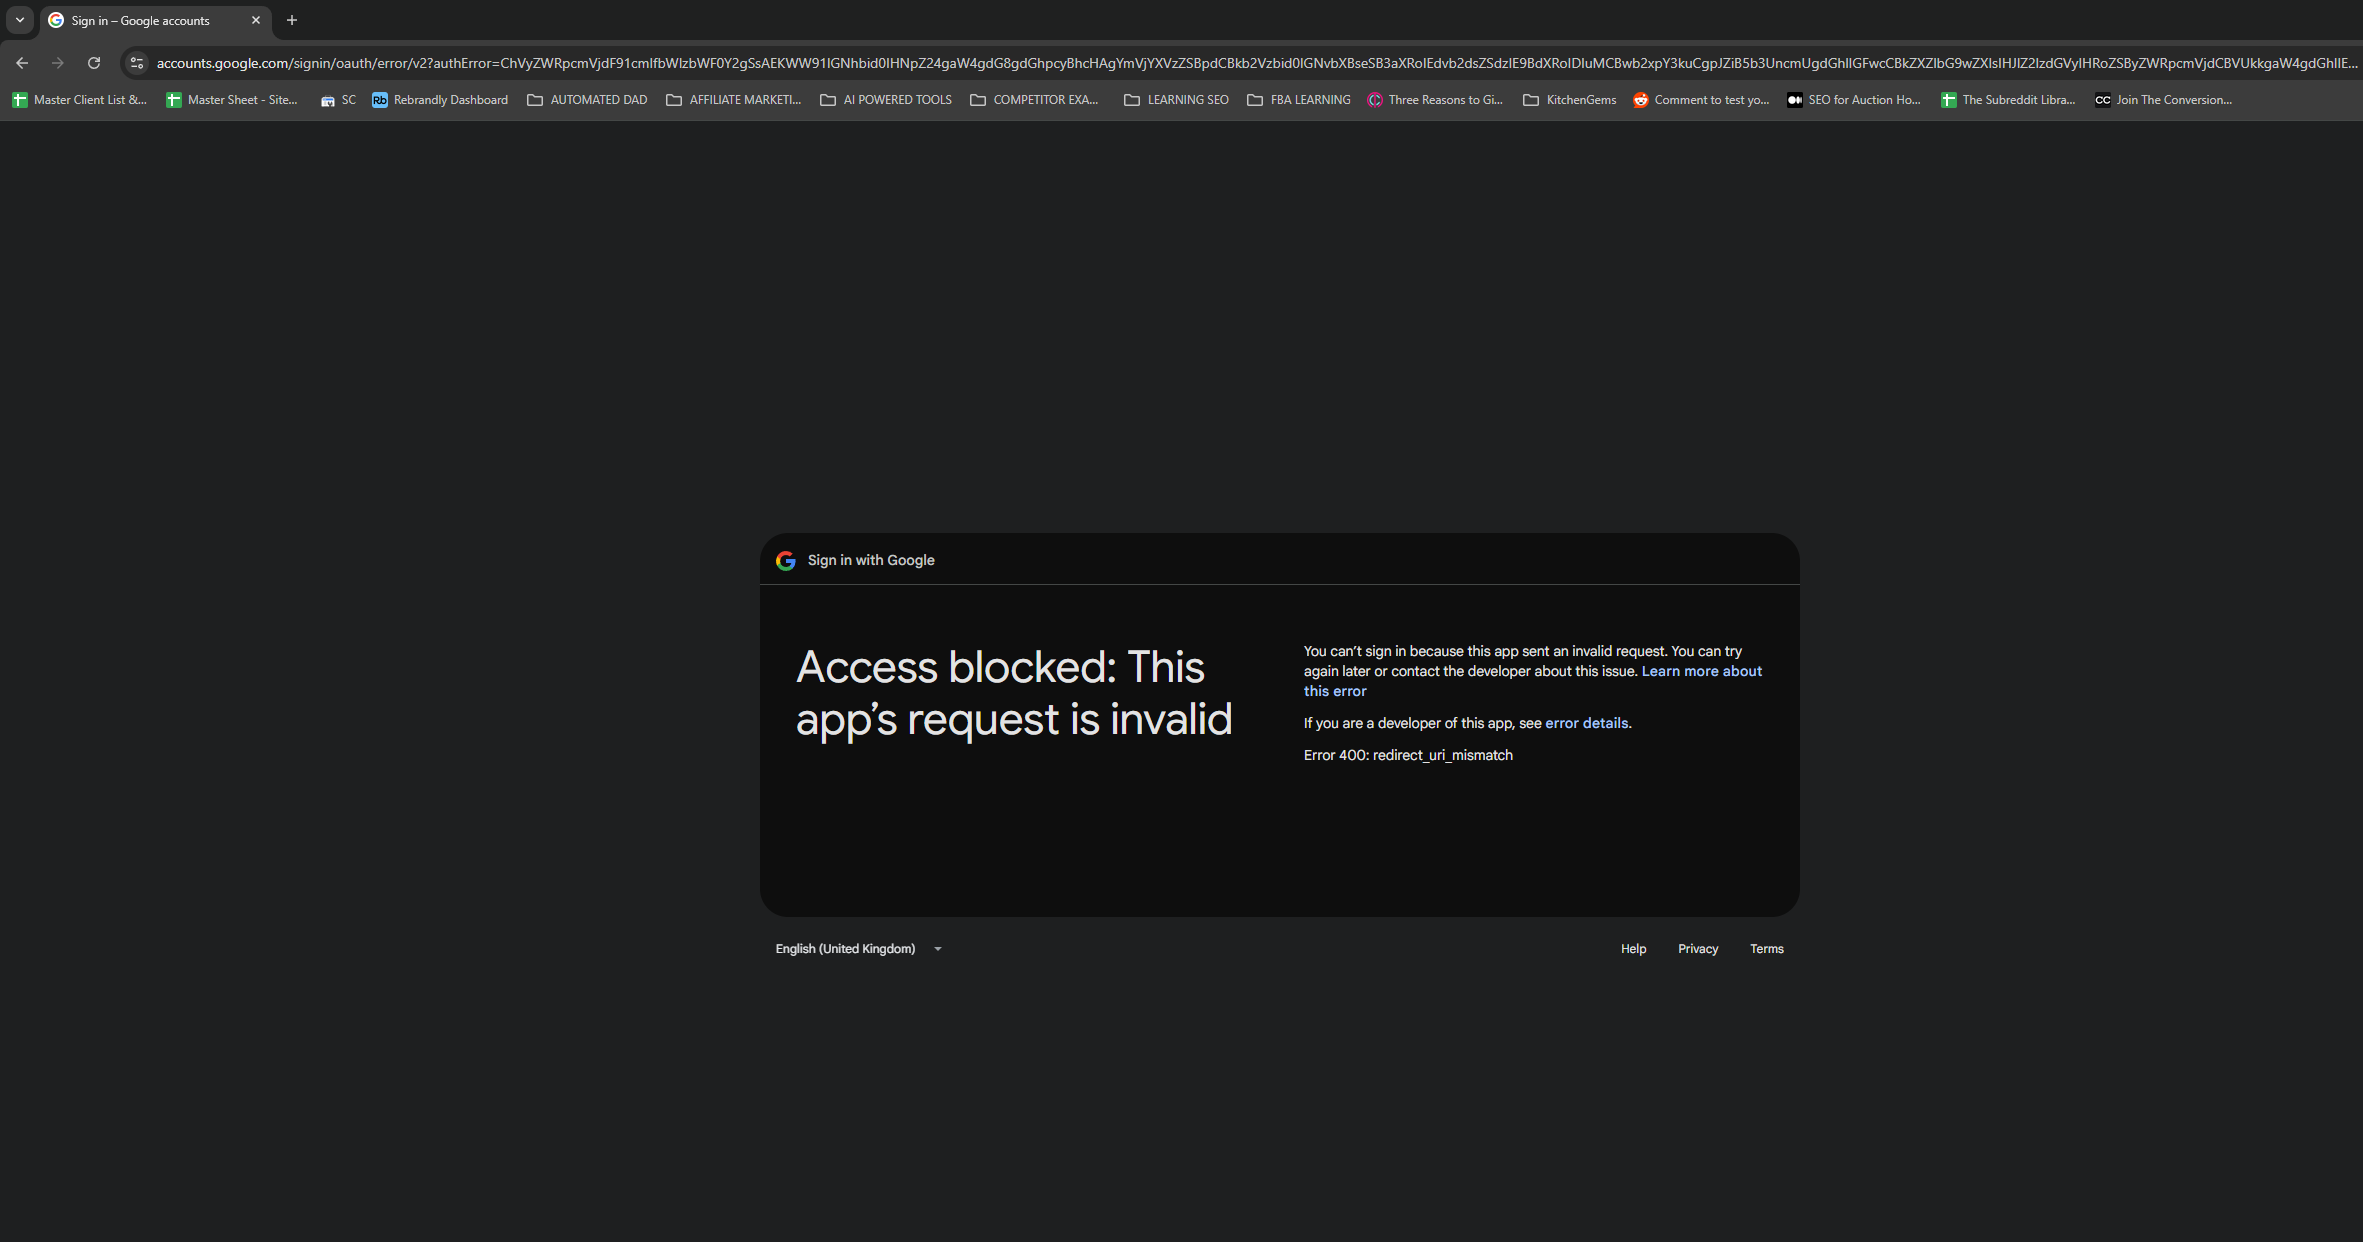 Sign in – Google accounts
accounts.google.com/signin/oauth/error/v2?authError=
Master Client List &...
Master Sheet - Site...
SC
Rb
Rebrandly Dashboard
AUTOMATED DAD
AFFILIATE MARKETI...
AI POWERED TOOLS
COMPETITOR EXA...
LEARNING SEO
FBA LEARNING
Three Reasons to Gi...
KitchenGems
Comment to test yo...
SEO for Auction Ho...
The Subreddit Libra...
CC
Join The Conversion...
Sign in with Google
Access blocked: This
app’s request is invalid
You can’t sign in because this app sent an invalid request. You can try
again later or contact the developer about this issue. Learn more about
this error
If you are a developer of this app, see error details.
Error 400: redirect_uri_mismatch
English (United Kingdom)
Help
Privacy
Terms